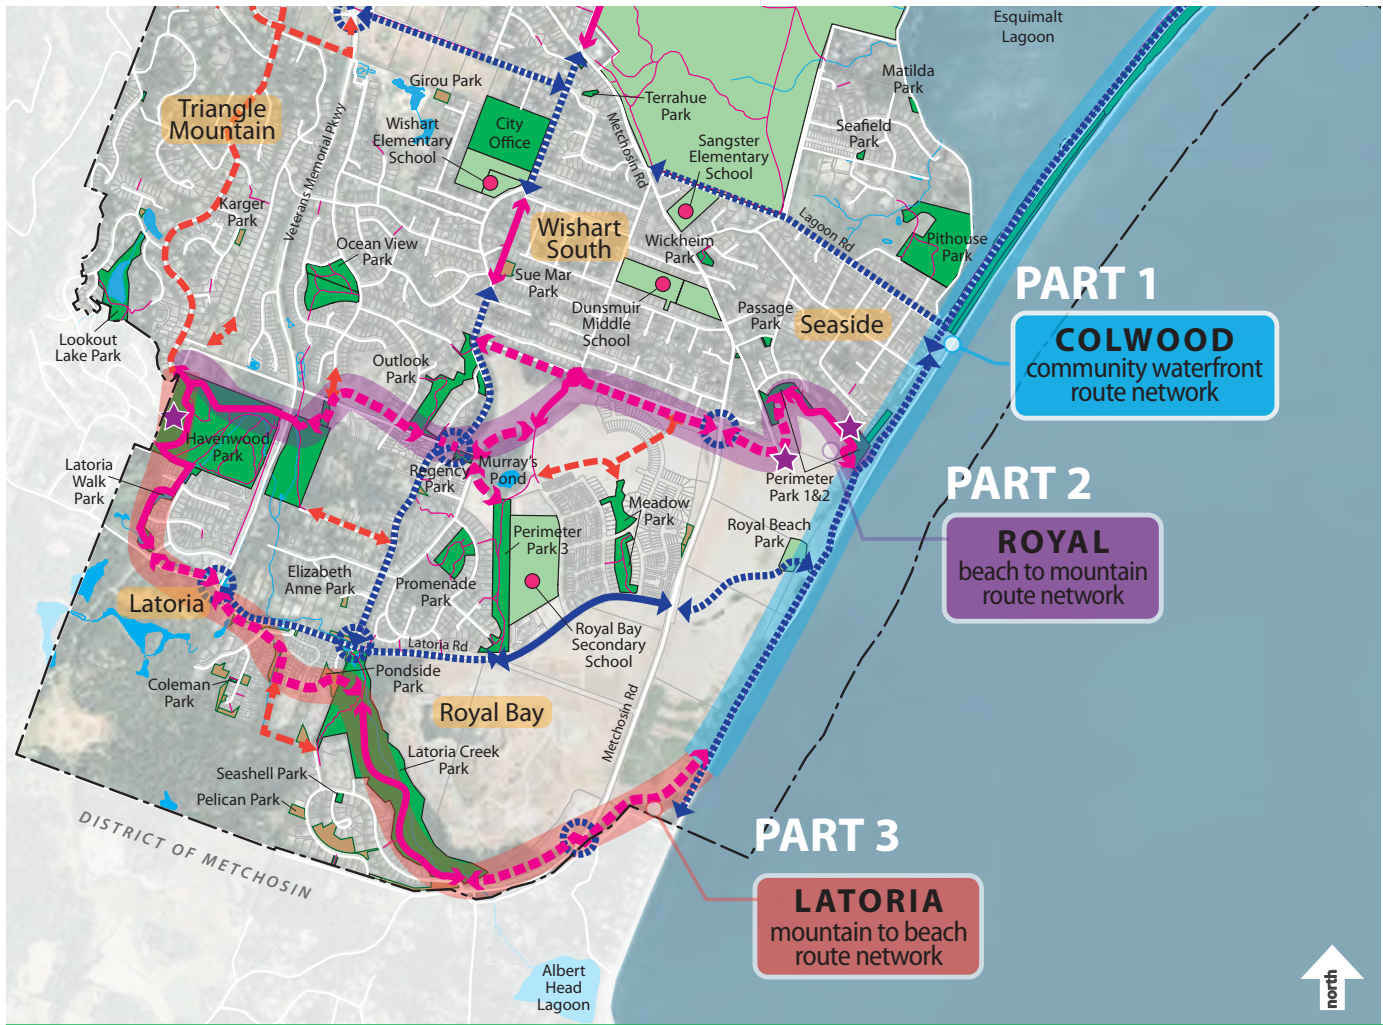 Esquimalt
Lagoon
Matilda
Park
Girou Park
Terrahue
Park
Triangle
Mountain
Wishart
Elementary
School
City
Office
Seafield
Park
Metchosin Rd
Sangster
Elementary
School
Veterans Memorial Pkwy
Karger
Park
Ocean View
Park
Wishart
South
Wickheim
Park
Lagoon Rd
Pithouse
Park
Sue Mar
Park
Dunsmuir
Middle
School
Passage
Park
Seaside
PART 1
COLWOOD
community waterfront
route network
Lookout
Lake Park
Outlook
Park
Havenwood
Park
Latoria
Walk
Park
Regency
Park
Murray's
Pond
Perimeter
Park 1&2
PART 2
ROYAL
beach to mountain
route network
Meadow
Park
Royal Beach
Park
Perimeter
Park 3
Elizabeth
Anne Park
Promenade
Park
Latoria
Latoria Rd
Royal Bay
Secondary
School
Coleman
Park
Pondside
Park
Royal Bay
Metchosin Rd
Latoria Creek
Park
Seashell Park
Pelican Park
DISTRICT OF METCHOSIN
PART 3
LATORIA
mountain to beach
route network
Albert
Head
Lagoon
north